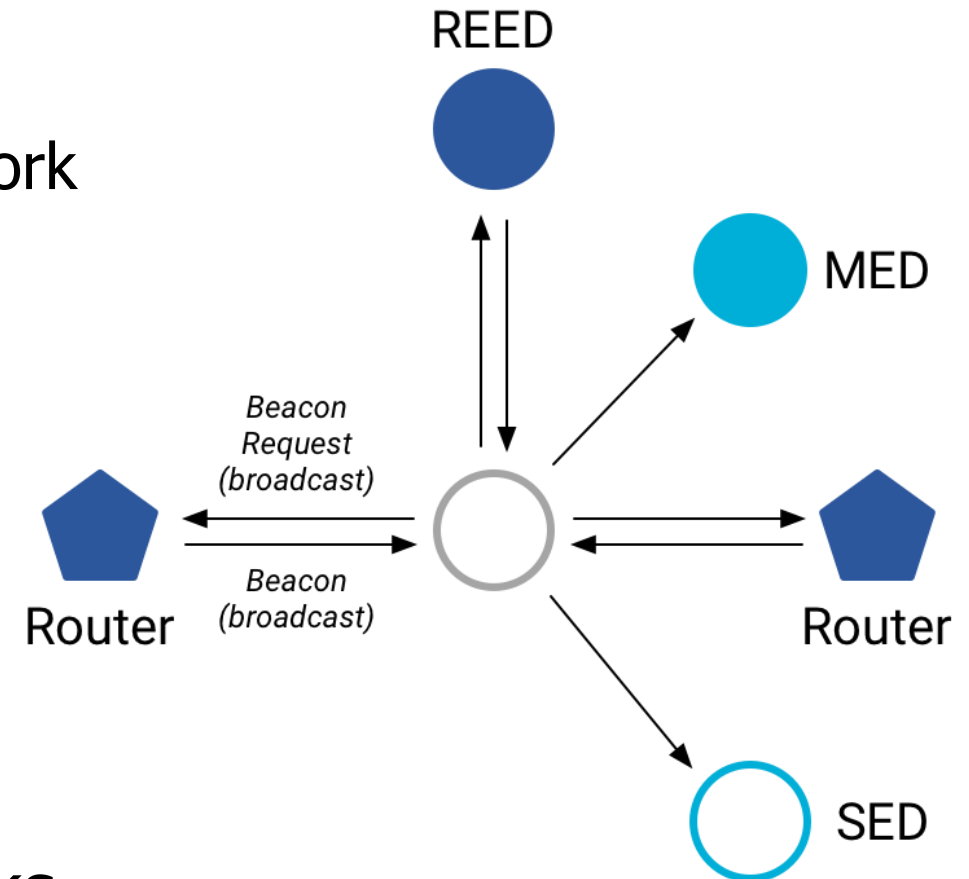 REED
ork
MED
Beacon
Request
(broadcast)
Beacon
(broadcast)
Router
Router
SED